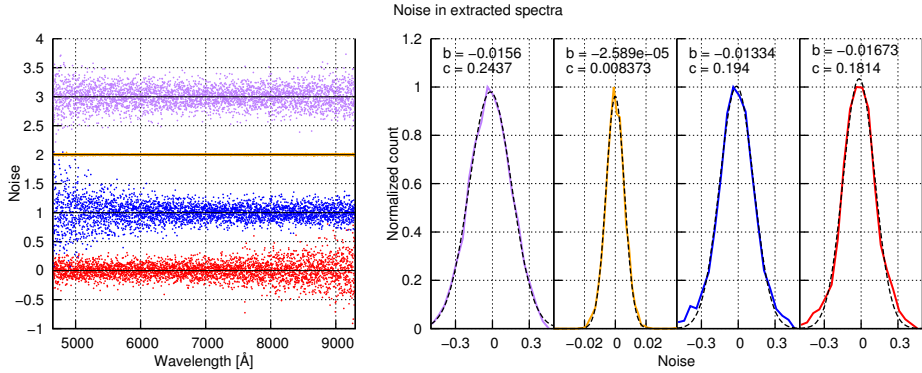 Noise in extracted spectra
4
3.5
3
2.5
2
1.5
1
0.5
0
−0.5
−1
Noise
5000 6000 7000 8000 9000
Wavelength [Å]
1.2
1
0.8
0.6
0.4
0.2
0
Normalized count
b = −0.0156
c = 0.2437
b = −2.589e−05
c = 0.008373
b = −0.01334
c = 0.194
b = −0.01673
c = 0.1814
−0.3 0 0.3
−0.02 0 0.02
−0.3 0 0.3
−0.3 0 0.3
Noise